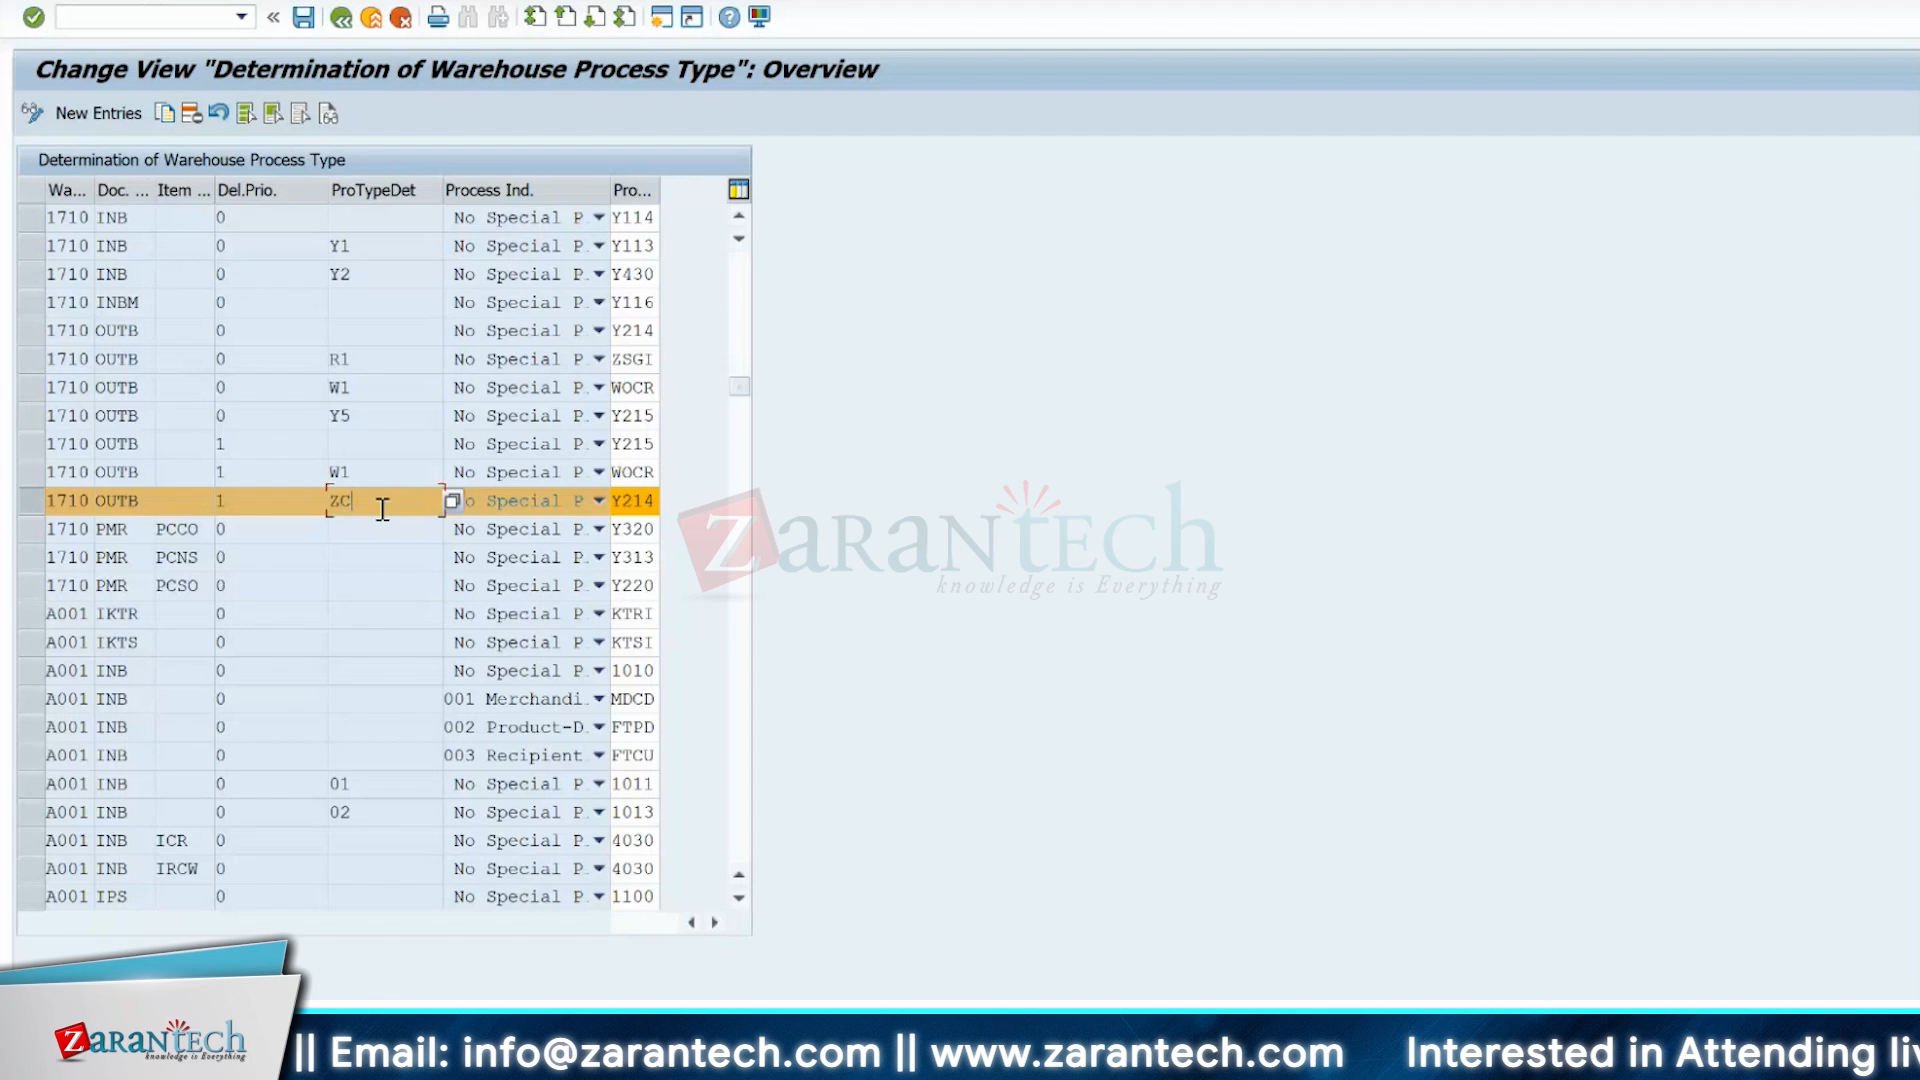 Change View "Determination of Warehouse Process Type": Overview
New Entries
Determination of Warehouse Process Type
Wa... Doc. ... Item ... Del.Prio. ProTypeDet Process Ind. Pro...
1710 INB 0 No Special P. Y114
1710 INB 0 Y1 No Special P. Y113
1710 INB 0 Y2 No Special P. Y430
1710 INBM 0 No Special P. Y116
1710 OUTB 0 No Special P. Y214
1710 OUTB 0 R1 No Special P. ZSGI
1710 OUTB 0 W1 No Special P. WOCR
1710 OUTB 0 Y5 No Special P. Y215
1710 OUTB 1 No Special P. Y215
1710 OUTB 1 W1 No Special P. WOCR
1710 OUTB 1 ZC o Special P Y214
1710 PMR PCCO 0 No Special P. Y320
1710 PMR PCNS 0 No Special P. Y313
1710 PMR PCSO 0 No Special P. Y220
A001 IKTR 0 No Special P. KTRI
A001 IKTS 0 No Special P. KTSI
A001 INB 0 No Special P. 1010
A001 INB 0 001 Merchandi. MDCD
A001 INB 0 002 Product-D. FTPD
A001 INB 0 003 Recipient FTCU
A001 INB 0 01 No Special P. 1011
A001 INB 0 02 No Special P. 1013
A001 INB ICR 0 No Special P. 4030
A001 INB IRCW 0 No Special P. 4030
A001 IPS 0 No Special P. 1100
ZARANTECH
knowledge is Everything
ZARANTECH
knowledge is Everything
|| Email: info@zarantech.com || www.zarantech.com Interested in Attending liv